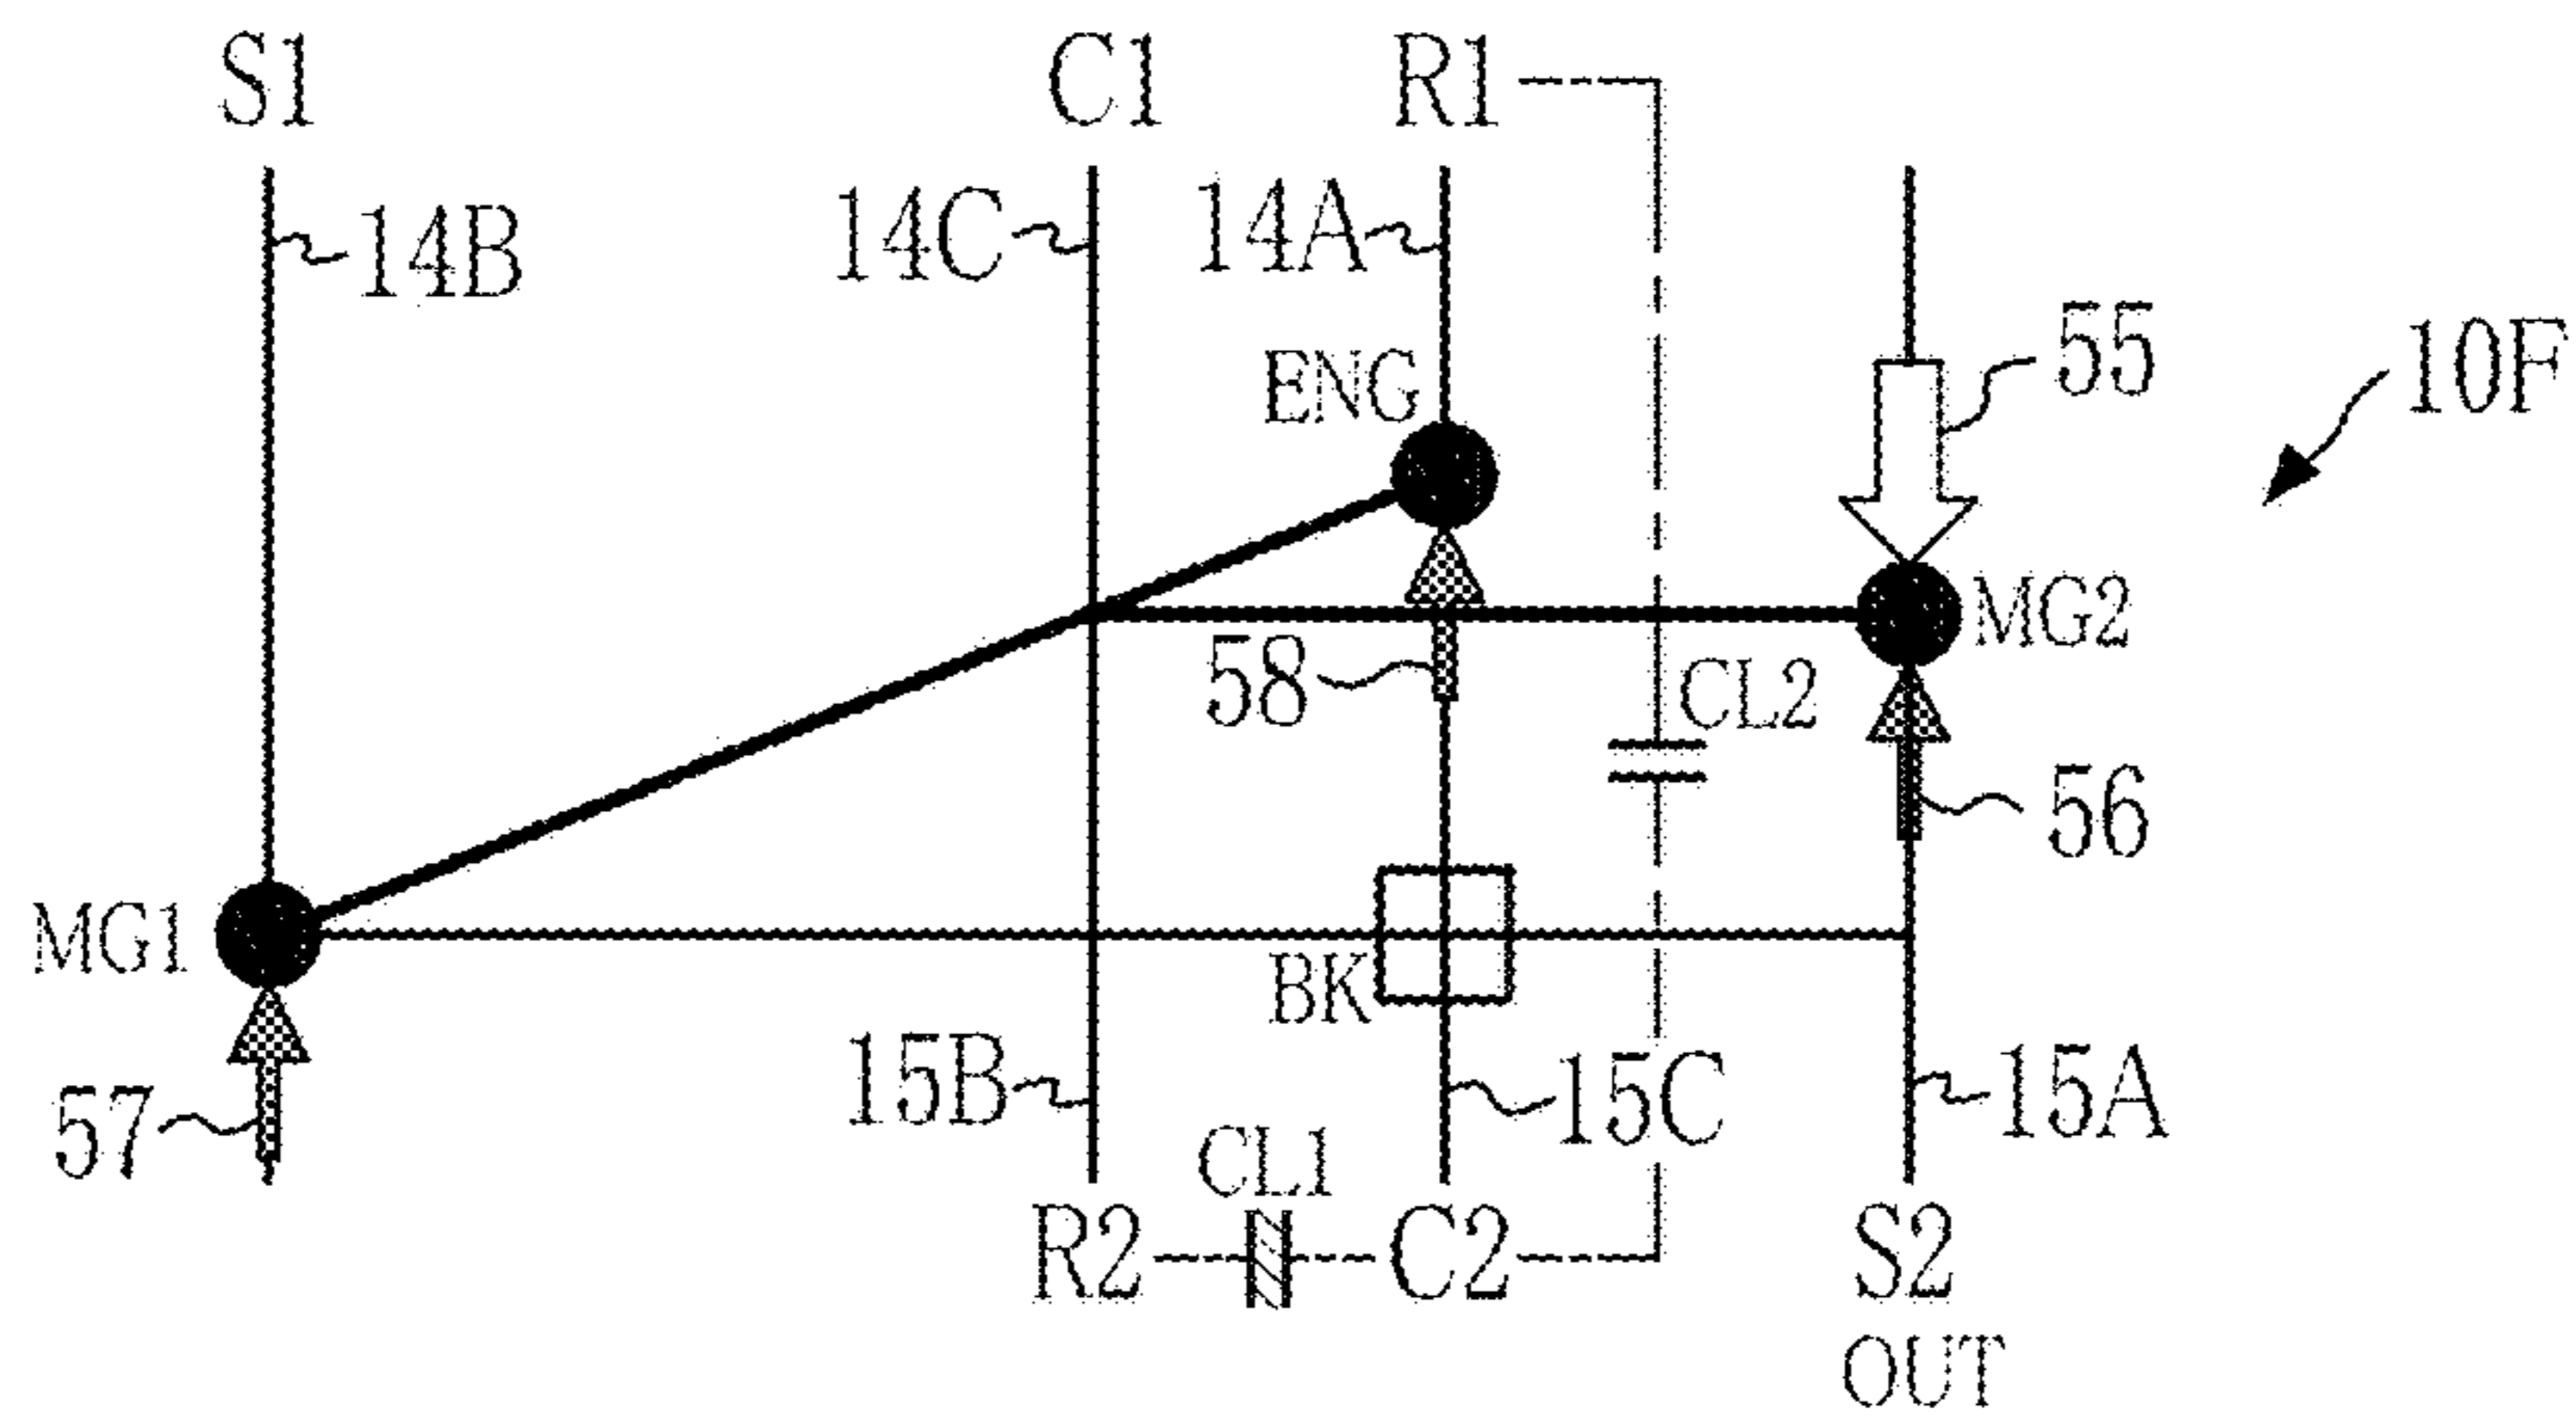 S1 C1 R1
14B 14C 14A
55
10F
ENG
MG2
58 CL2
56
MG1 BK
15B 15C 15A
57 CL1
R2 C2 S2
OUT